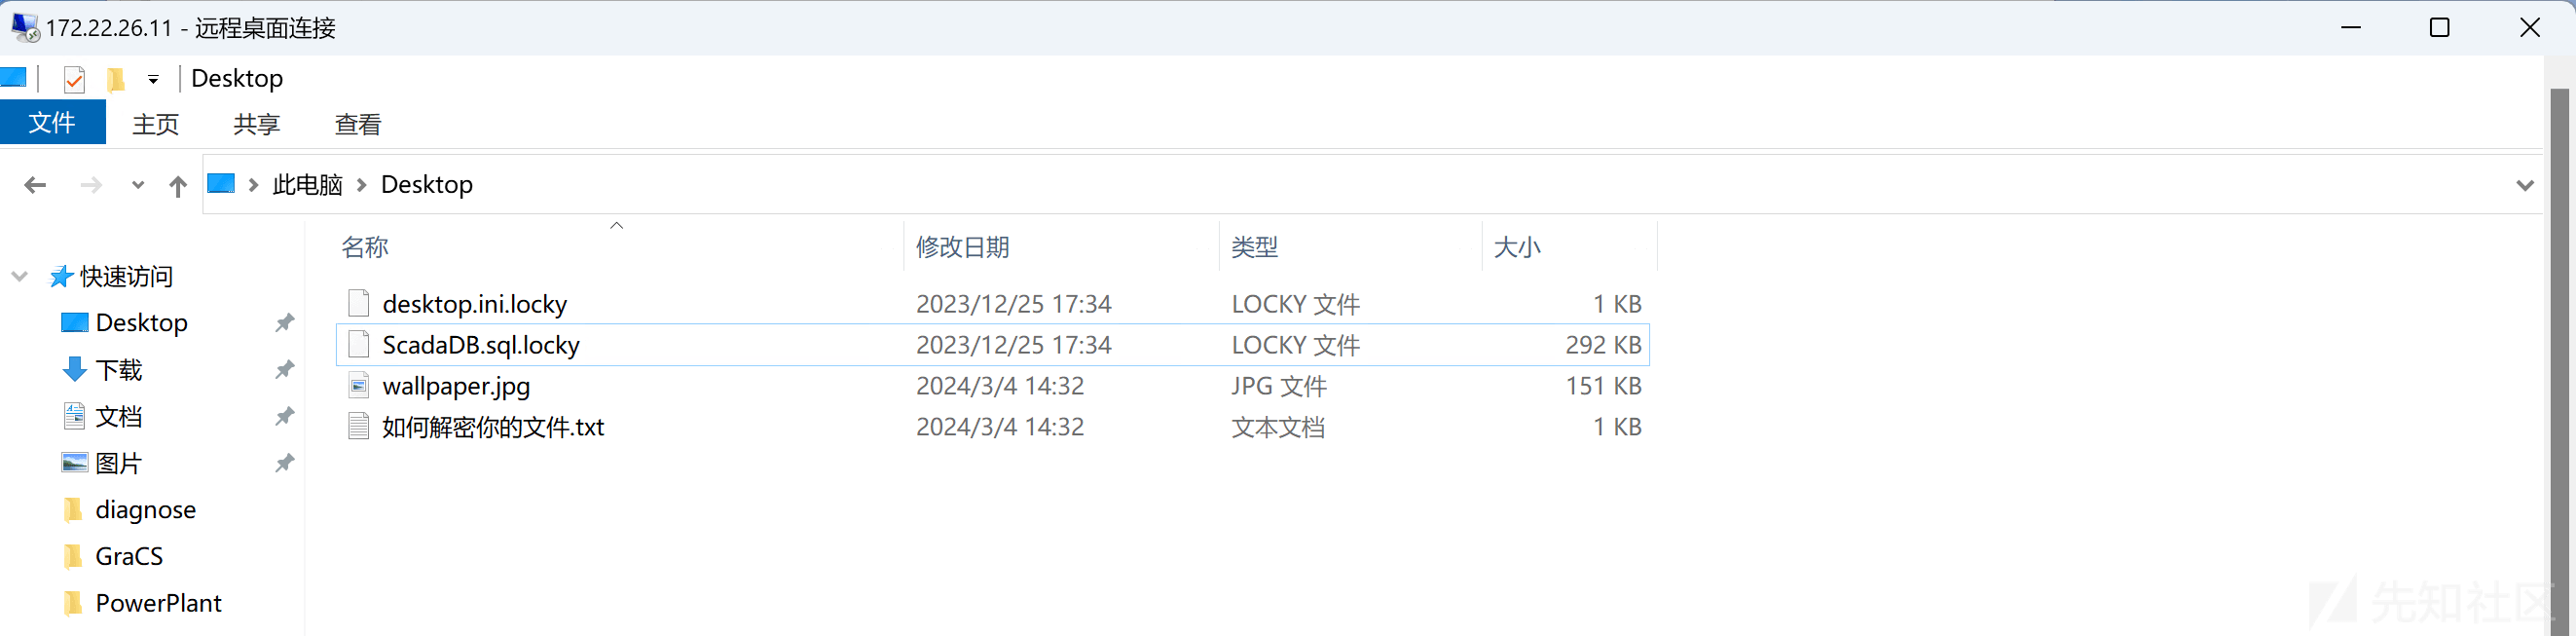 172.22.26.11 - 远程桌面连接
Desktop
文件 主页 共享 查看
此电脑 Desktop
名称 修改日期 类型 大小
快速访问
Desktop
下载
文档
图片
diagnose
GraCS
PowerPlant
desktop.ini.locky 2023/12/25 17:34 LOCKY 文件 1 KB
ScadaDB.sql.locky 2023/12/25 17:34 LOCKY 文件 292 KB
wallpaper.jpg 2024/3/4 14:32 JPG 文件 151 KB
如何解密你的文件.txt 2024/3/4 14:32 文本文档 1 KB
先知社区